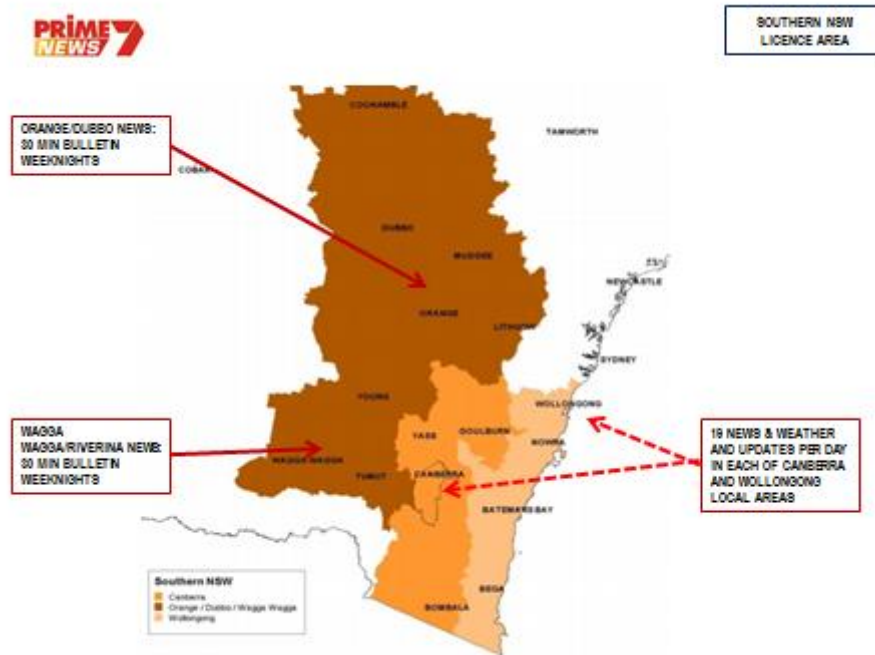 PRIME
NEWS 7
SOUTHERN NSW
LICENCE AREA
ORANGE/DUBBO NEWS:
30 MIN BULLETIN
WEEKNIGHTS
COONAMBLE
TAMWORTH
COBAR
DUBBO
MUDGEE
NEWCASTLE
ORANGE
LITHGOW
SYDNEY
YOUNG
WOLLONGONG
WAGGA
WAGGA/RIVERINA NEWS:
30 MIN BULLETIN
WEEKNIGHTS
YASS
GOULBURN
NOWRA
19 NEWS & WEATHER
AND UPDATES PER DAY
IN EACH OF CANBERRA
AND WOLLONGONG
LOCAL AREAS
WAGGA WAGGA
TUMUT
CANBERRA
BATEMANS BAY
BEGA
BOMBALA
Southern NSW
Canberra
Orange / Dubbo / Wagga Wagga
Wollongong